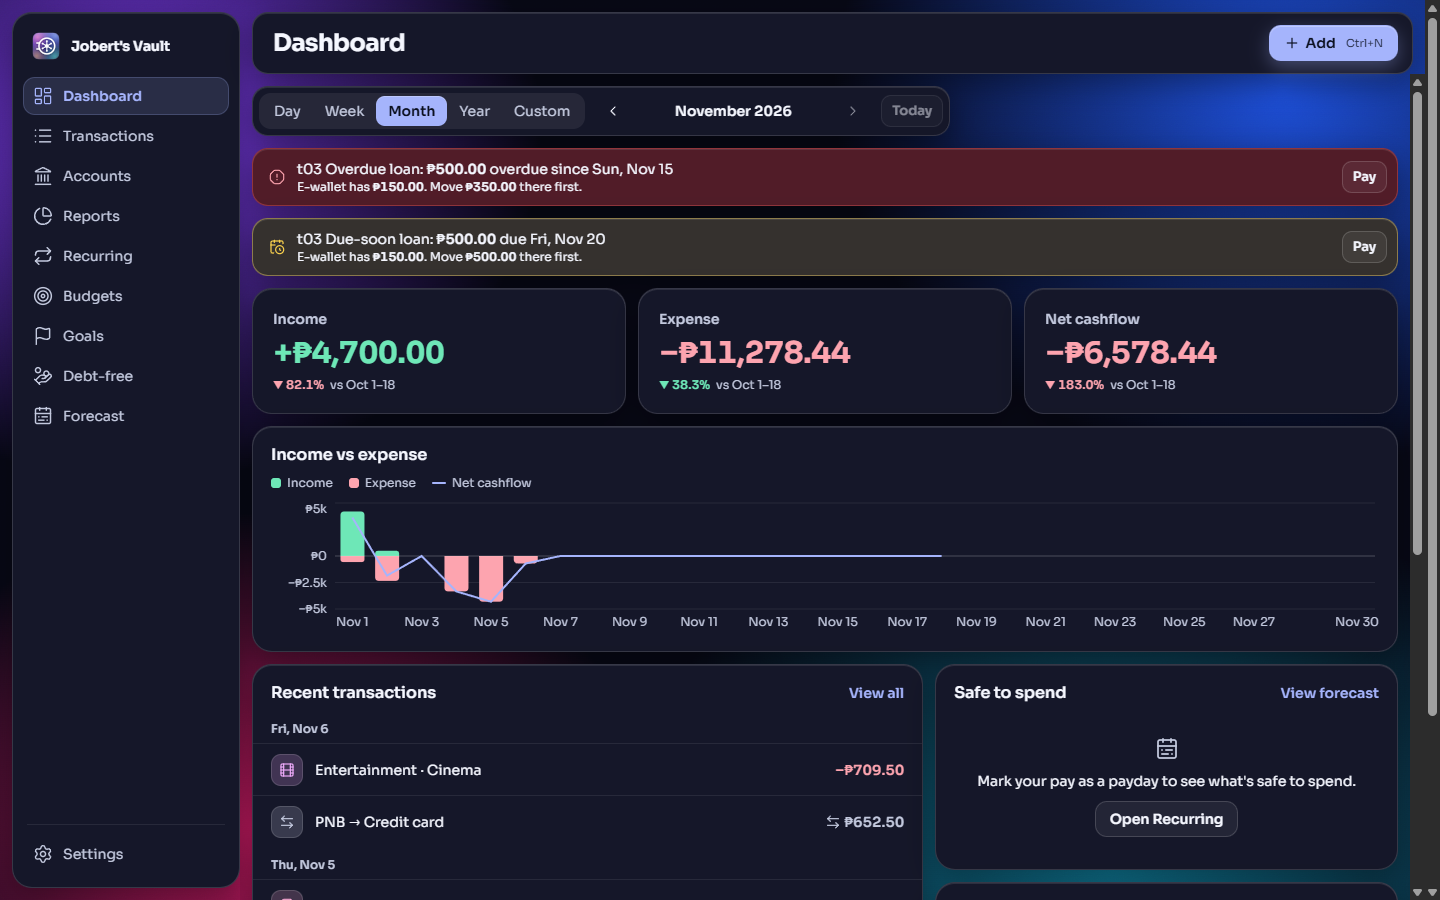 Jobert's Vault
Dashboard
Transactions
Accounts
Reports
Recurring
Budgets
Goals
Debt-free
Forecast
Settings
Dashboard
+ Add Ctrl+N
Day Week Month Year Custom
November 2026
Today
t03 Overdue loan: ₱500.00 overdue since Sun, Nov 15
E-wallet has ₱150.00. Move ₱350.00 there first.
Pay
t03 Due-soon loan: ₱500.00 due Fri, Nov 20
E-wallet has ₱150.00. Move ₱500.00 there first.
Pay
Income
+₱4,700.00
▼ 82.1% vs Oct 1–18
Expense
−₱11,278.44
▼ 38.3% vs Oct 1–18
Net cashflow
−₱6,578.44
▼ 183.0% vs Oct 1–18
Income vs expense
Income Expense Net cashflow
₱5k
₱0
−₱2.5k
−₱5k
Nov 1 Nov 3 Nov 5 Nov 7 Nov 9 Nov 11 Nov 13 Nov 15 Nov 17 Nov 19 Nov 21 Nov 23 Nov 25 Nov 27 Nov 30
Recent transactions
View all
Fri, Nov 6
Entertainment · Cinema −₱709.50
PNB → Credit card ₱652.50
Thu, Nov 5
Safe to spend
View forecast
Mark your pay as a payday to see what's safe to spend.
Open Recurring